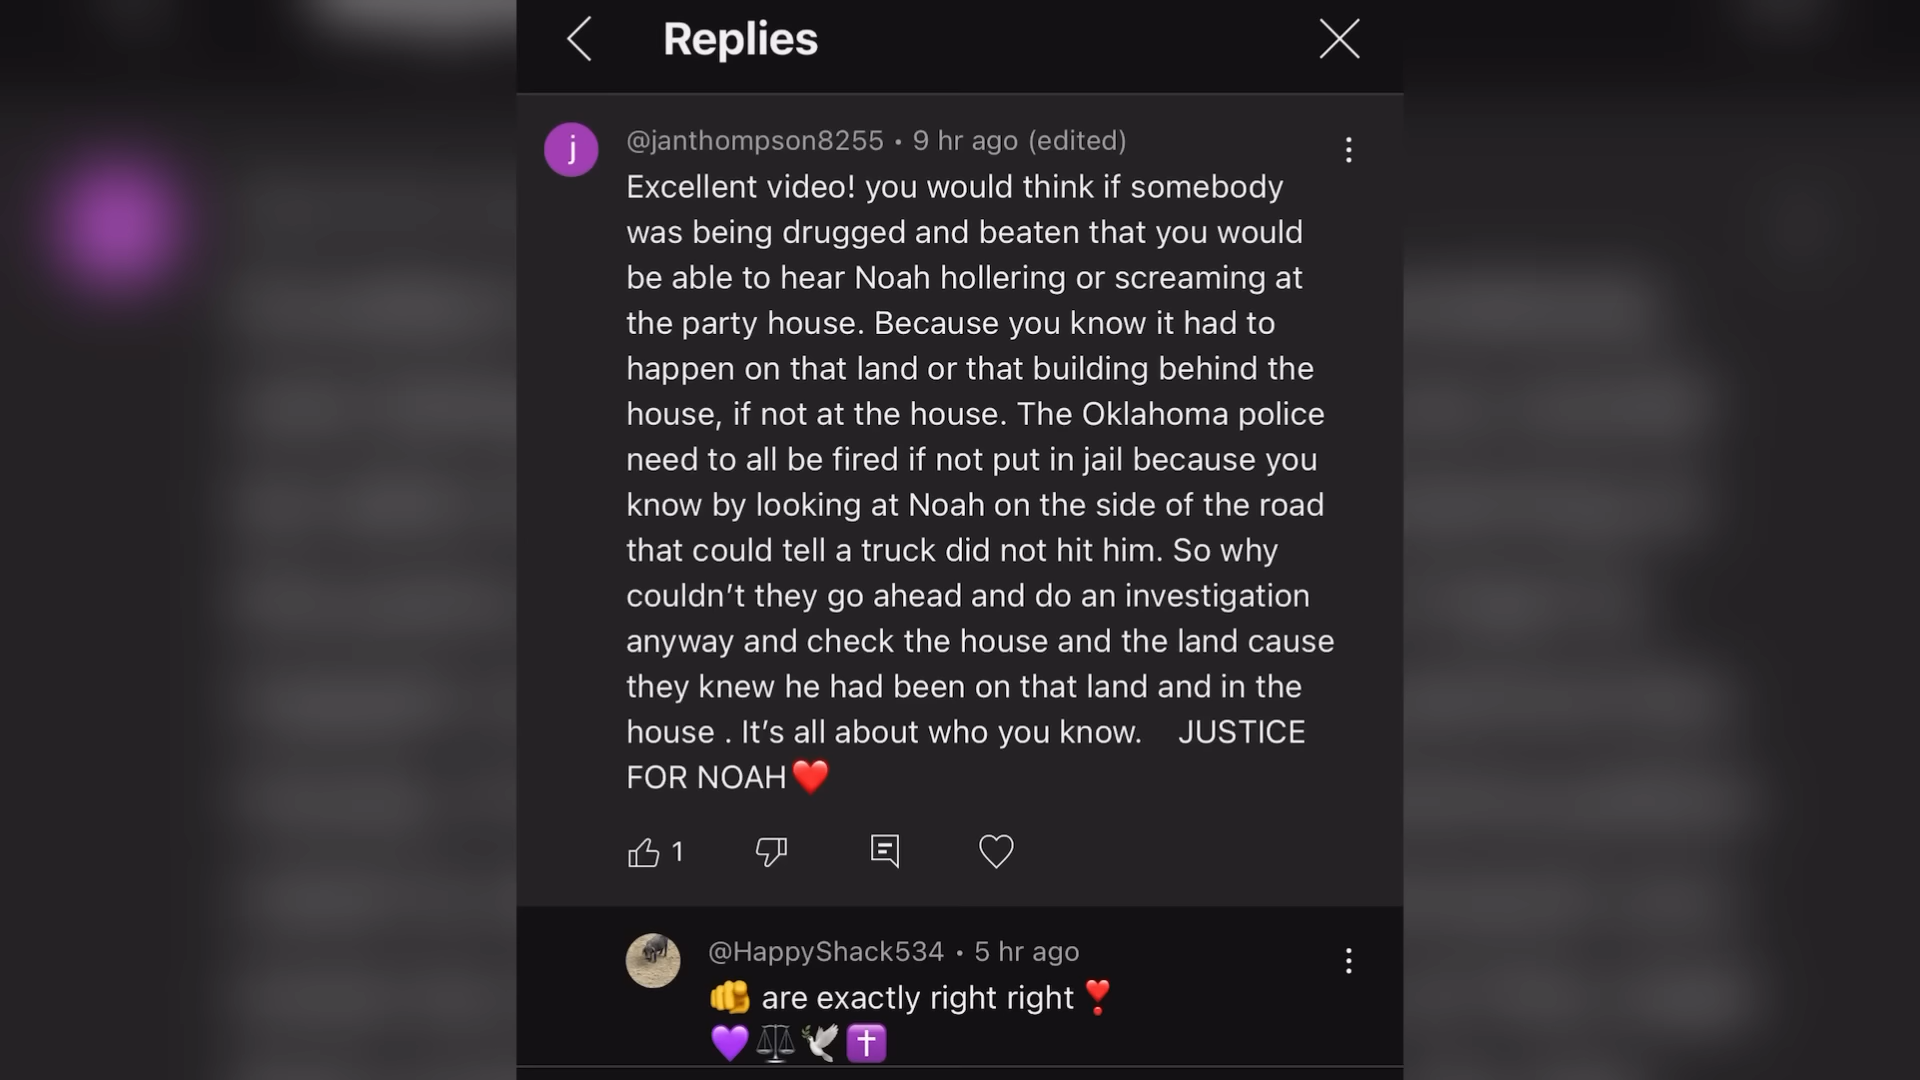 Replies
j
@janthompson8255 • 9 hr ago (edited)
Excellent video! you would think if somebody
was being drugged and beaten that you would
be able to hear Noah hollering or screaming at
the party house. Because you know it had to
happen on that land or that building behind the
house, if not at the house. The Oklahoma police
need to all be fired if not put in jail because you
know by looking at Noah on the side of the road
that could tell a truck did not hit him. So why
couldn’t they go ahead and do an investigation
anyway and check the house and the land cause
they knew he had been on that land and in the
house . It’s all about who you know.    JUSTICE
FOR NOAH❤️
1
@HappyShack534 • 5 hr ago
🫵 are exactly right right❣️
💜⚖️🕊️✝️